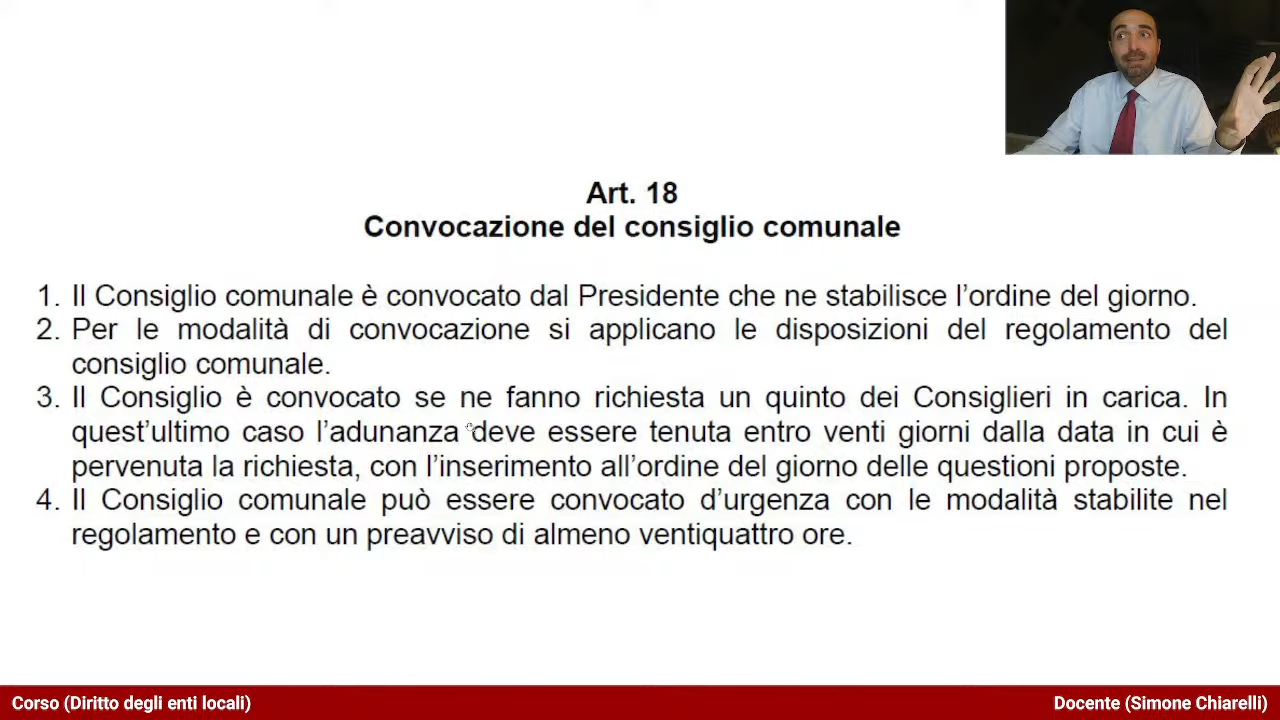 Art. 18
Convocazione del consiglio comunale
1. Il Consiglio comunale è convocato dal Presidente che ne stabilisce l’ordine del giorno.
2. Per le modalità di convocazione si applicano le disposizioni del regolamento del
consiglio comunale.
3. Il Consiglio è convocato se ne fanno richiesta un quinto dei Consiglieri in carica. In
quest’ultimo caso l’adunanza deve essere tenuta entro venti giorni dalla data in cui è
pervenuta la richiesta, con l’inserimento all’ordine del giorno delle questioni proposte.
4. Il Consiglio comunale può essere convocato d’urgenza con le modalità stabilite nel
regolamento e con un preavviso di almeno ventiquattro ore.
Corso (Diritto degli enti locali)
Docente (Simone Chiarelli)